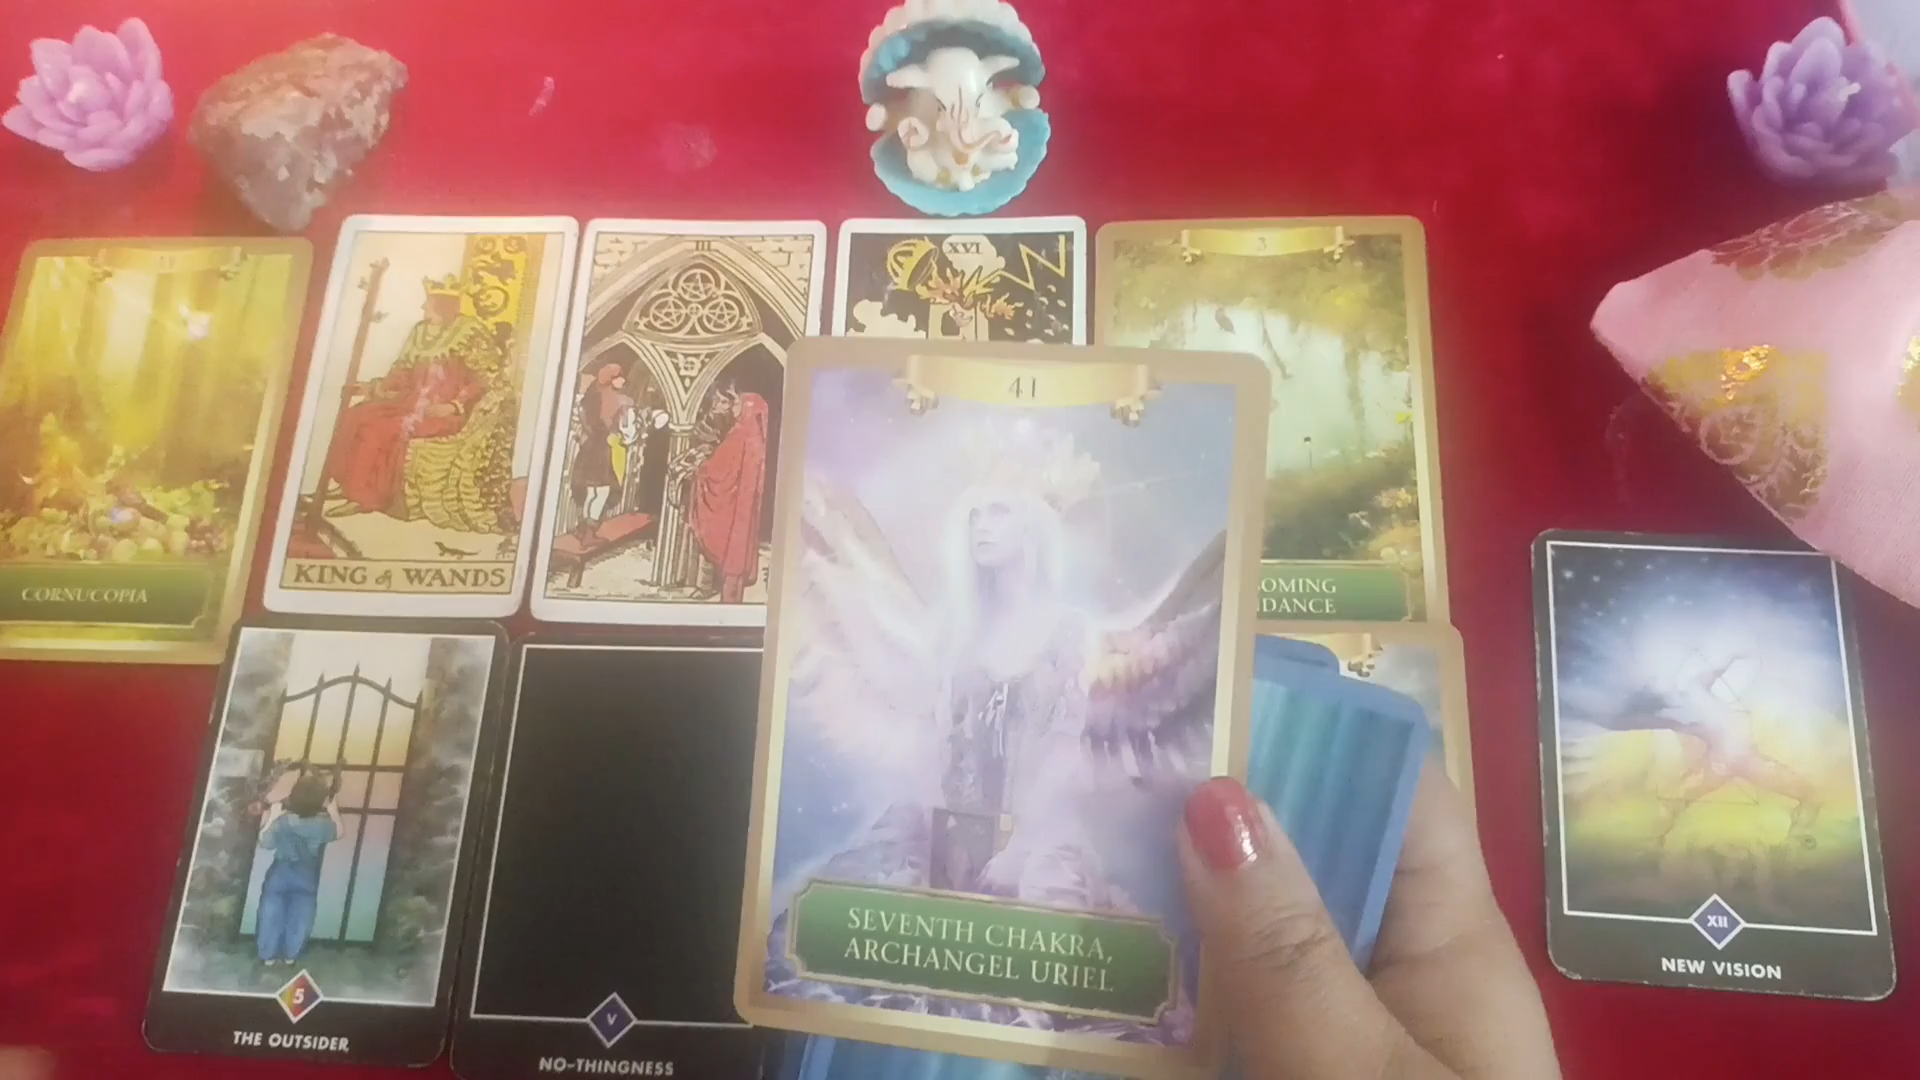 III
XVI
3
41
CORNUCOPIA
KING of WANDS
OMING
DANCE
5
THE OUTSIDER
V
NO-THINGNESS
SEVENTH CHAKRA,
ARCHANGEL URIEL
XII
NEW VISION